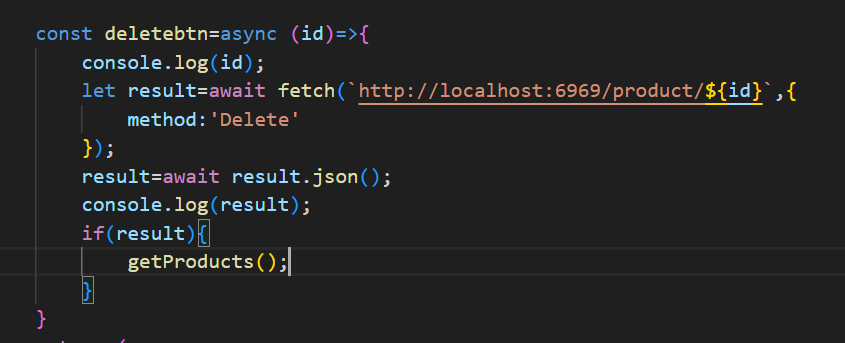 const deletebtn=async (id)=>{
console.log(id);
let result=await fetch(`http://localhost:6969/product/${id}`,{
method:'Delete'
});
result=await result.json();
console.log(result);
if(result){
getProducts();
}
}